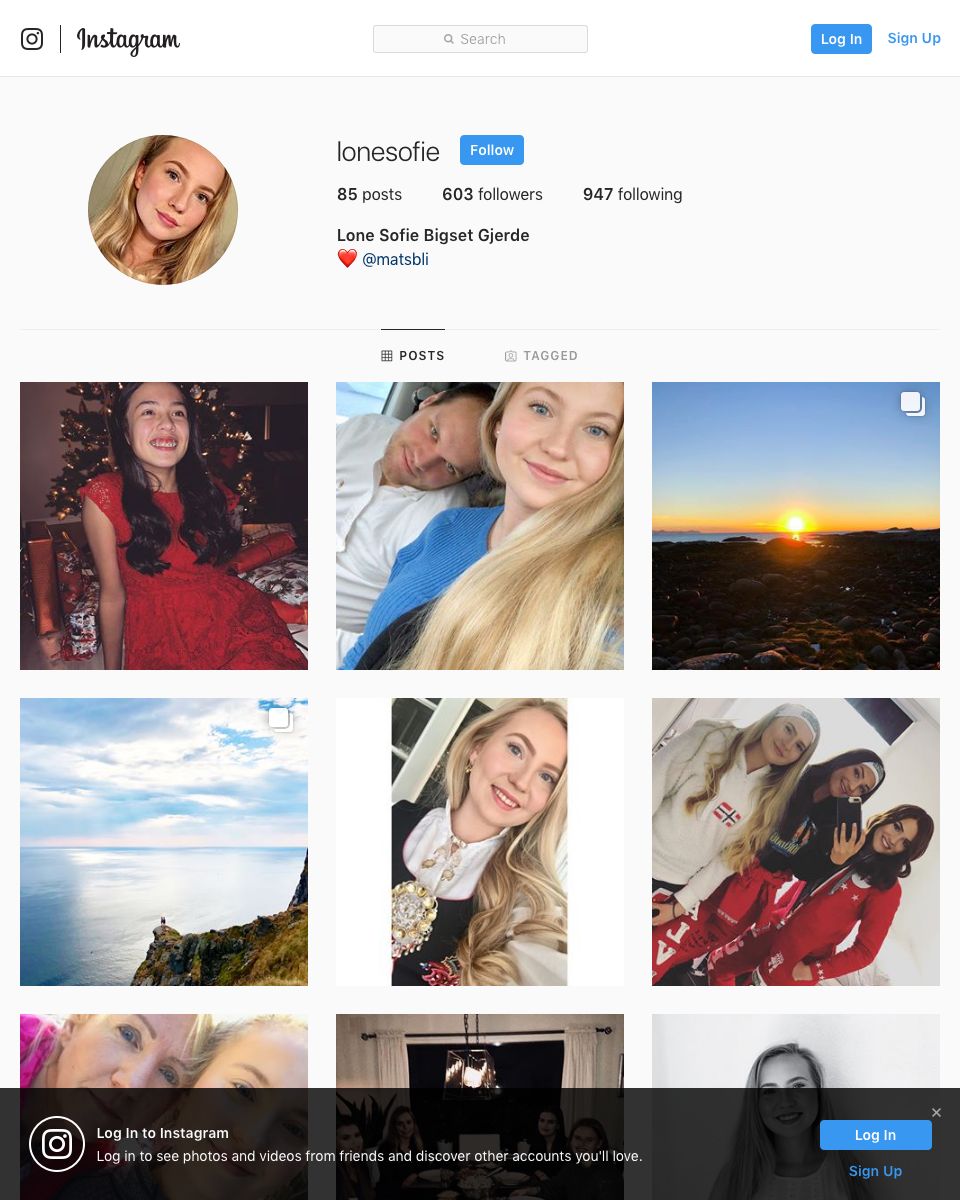 Instagram
Search
Log In
Sign Up
lonesofie
Follow
85 posts
603 followers
947 following
Lone Sofie Bigset Gjerde
❤️ @matsbli
POSTS
TAGGED
Log In to Instagram
Log in to see photos and videos from friends and discover other accounts you'll love.
Log In
Sign Up